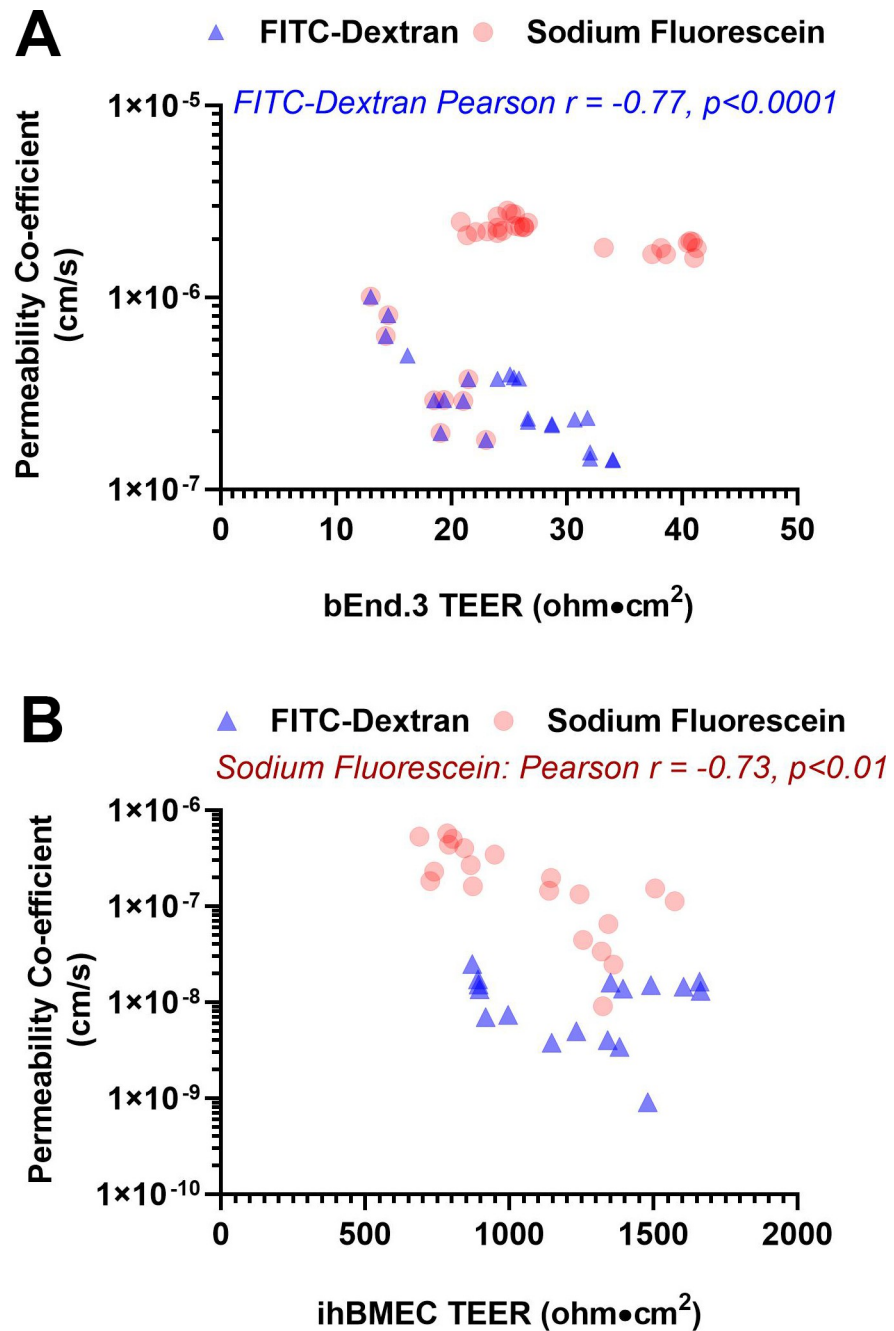 A
FITC-Dextran Sodium Fluorescein
FITC-Dextran Pearson r = -0.77, p<0.0001
Permeability Co-efficient
(cm/s)
1×10-5
1×10-6
1×10-7
0 10 20 30 40 50
bEnd.3 TEER (ohm•cm2)
B
FITC-Dextran Sodium Fluorescein
Sodium Fluorescein: Pearson r = -0.73, p<0.01
Permeability Co-efficient
(cm/s)
1×10-6
1×10-7
1×10-8
1×10-9
1×10-10
0 500 1000 1500 2000
ihBMEC TEER (ohm•cm2)